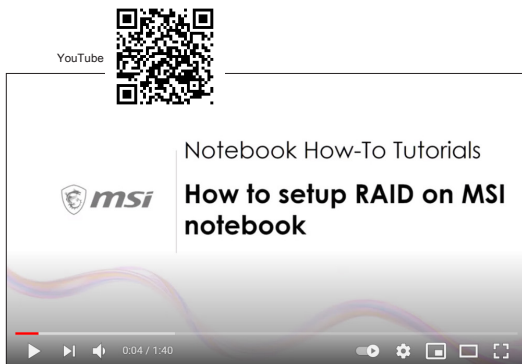 YouTube
Notebook How-To Tutorials
msi
How to setup RAID on MSI
notebook
0:04 / 1:40